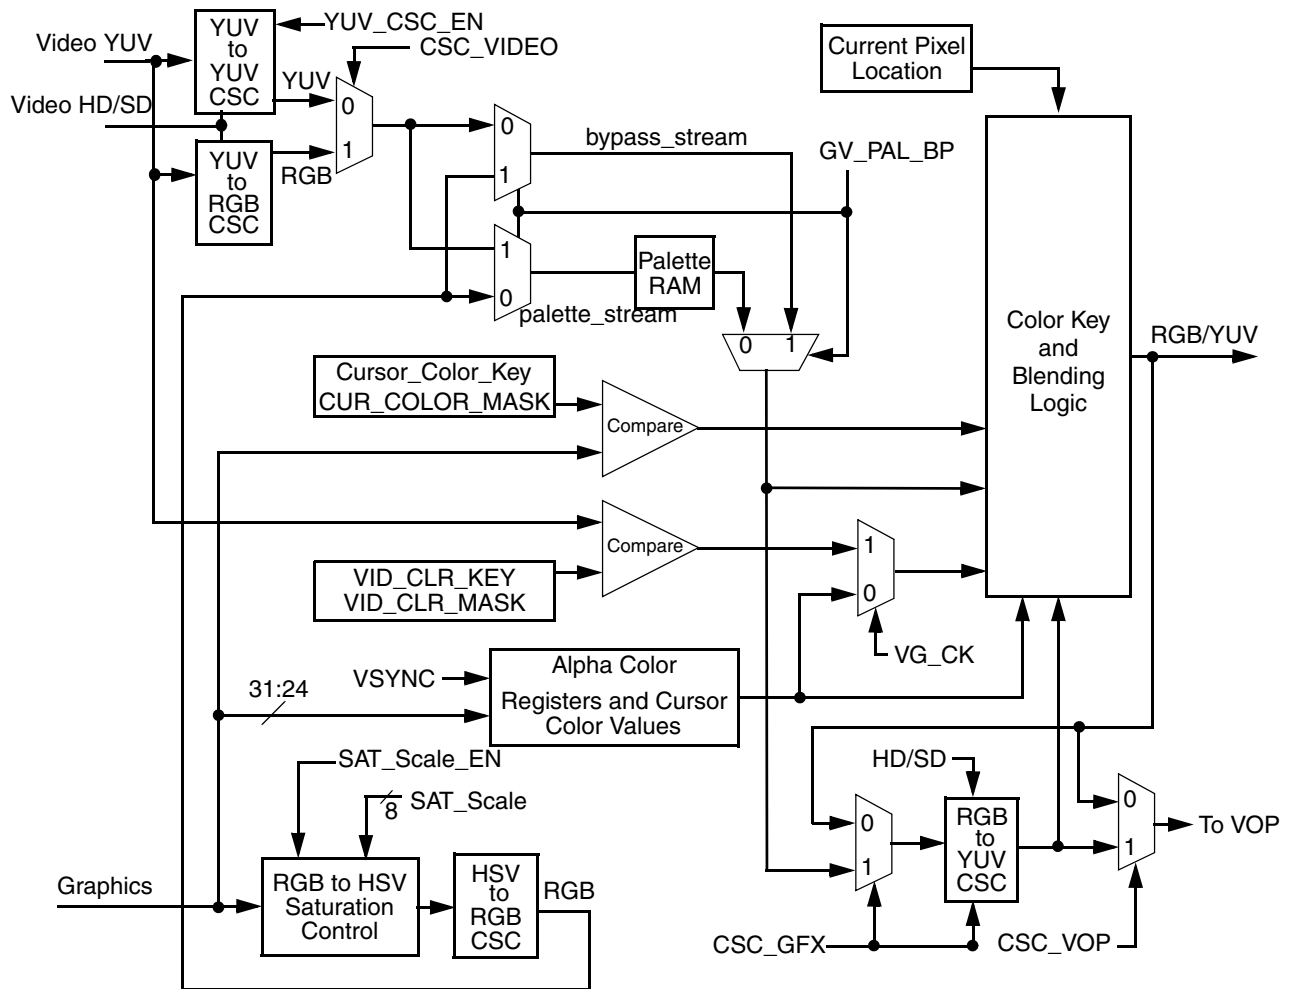 Video YUV
Video HD/SD
YUV
to
YUV
CSC
YUV_CSC_EN
CSC_VIDEO
YUV
0
1
RGB
YUV
to
RGB
CSC
0
1
bypass_stream
GV_PAL_BP
Current Pixel
Location
1
0
palette_stream
Palette
RAM
0 1
Color Key
and
Blending
Logic
RGB/YUV
Cursor_Color_Key
CUR_COLOR_MASK
Compare
Compare
VID_CLR_KEY
VID_CLR_MASK
1
0
VG_CK
VSYNC
31:24
Alpha Color
Registers and Cursor
Color Values
SAT_Scale_EN
8
SAT_Scale
HD/SD
0
1
RGB
to
YUV
CSC
0
1
To VOP
Graphics
RGB to HSV
Saturation
Control
HSV
to
RGB
CSC
RGB
CSC_GFX
CSC_VOP